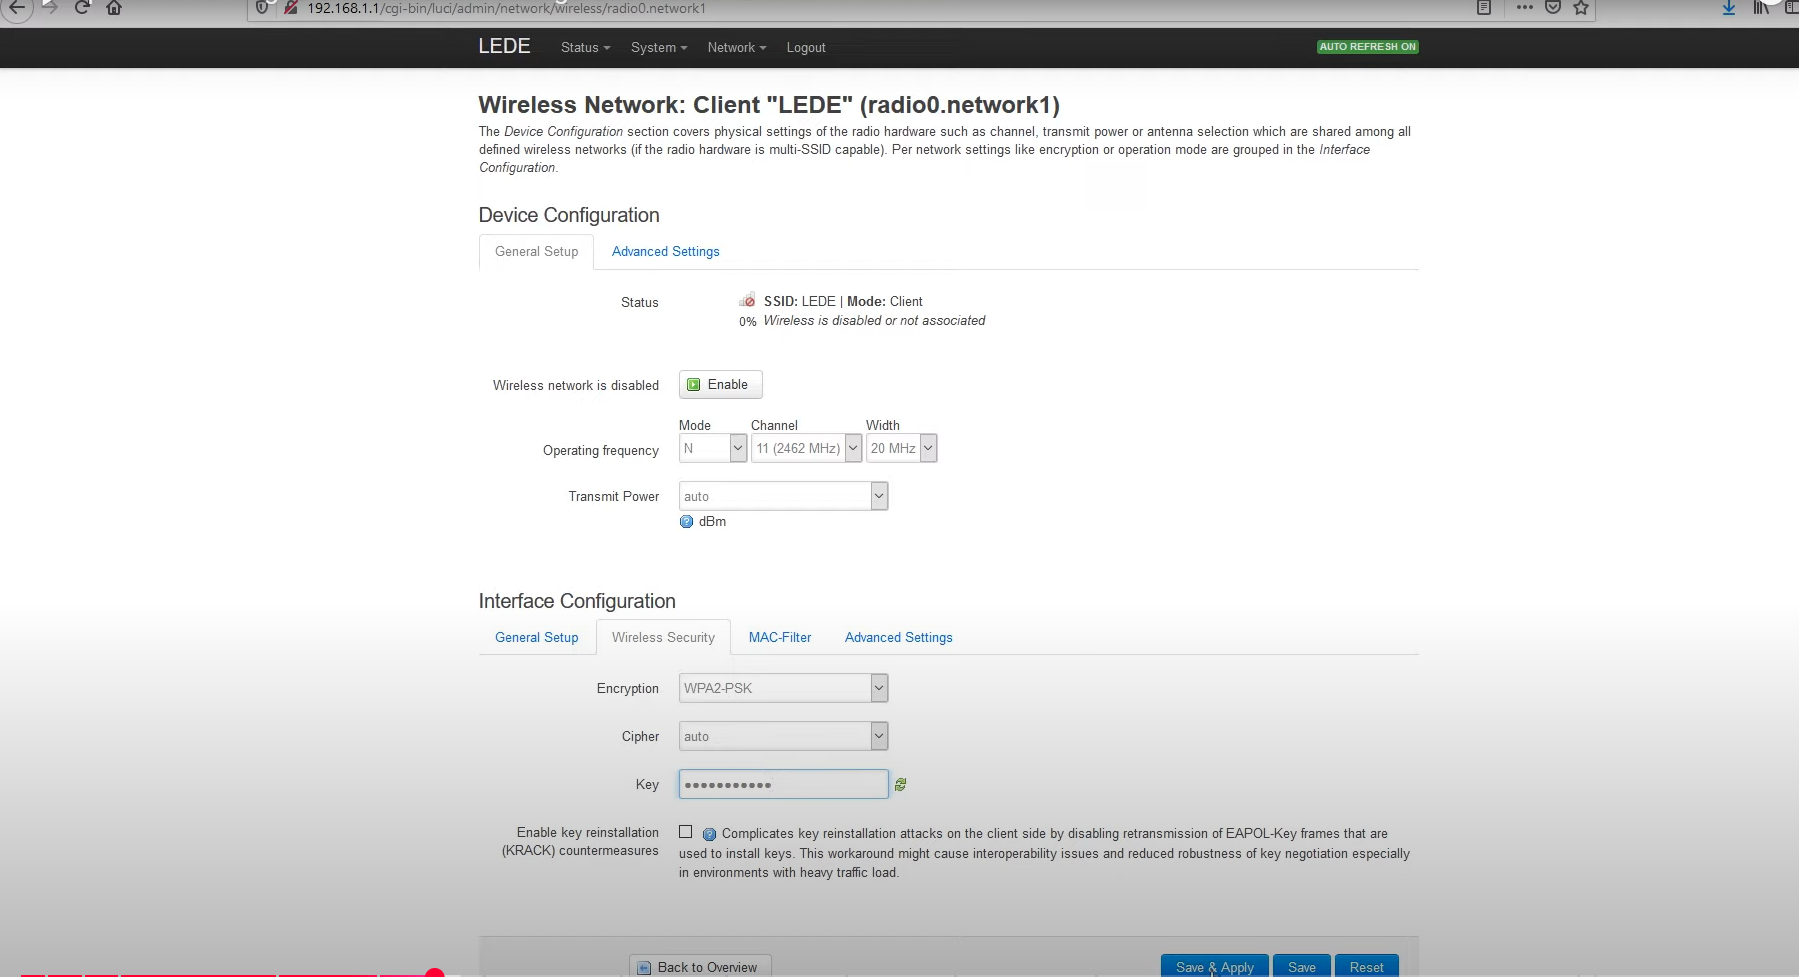 192.168.1.1/cgi-bin/luci/admin/network/wireless/radio0.network1
LEDE Status System Network Logout AUTO REFRESH ON
Wireless Network: Client "LEDE" (radio0.network1)
The Device Configuration section covers physical settings of the radio hardware such as channel, transmit power or antenna selection which are shared among all
defined wireless networks (if the radio hardware is multi-SSID capable). Per network settings like encryption or operation mode are grouped in the Interface
Configuration.
Device Configuration
General Setup Advanced Settings
Status SSID: LEDE | Mode: Client
0% Wireless is disabled or not associated
Wireless network is disabled Enable
Mode Channel Width
Operating frequency N 11 (2462 MHz) 20 MHz
Transmit Power auto
dBm
Interface Configuration
General Setup Wireless Security MAC-Filter Advanced Settings
Encryption WPA2-PSK
Cipher auto
Key •••••••••••
Enable key reinstallation
(KRACK) countermeasures
Complicates key reinstallation attacks on the client side by disabling retransmission of EAPOL-Key frames that are
used to install keys. This workaround might cause interoperability issues and reduced robustness of key negotiation especially
in environments with heavy traffic load.
Back to Overview Save & Apply Save Reset